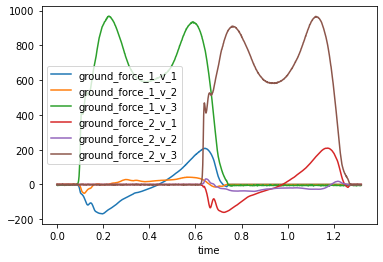 1000
800
600
400
200
0
−200
ground_force_1_v_1
ground_force_1_v_2
ground_force_1_v_3
ground_force_2_v_1
ground_force_2_v_2
ground_force_2_v_3
0.0 0.2 0.4 0.6 0.8 1.0 1.2
time